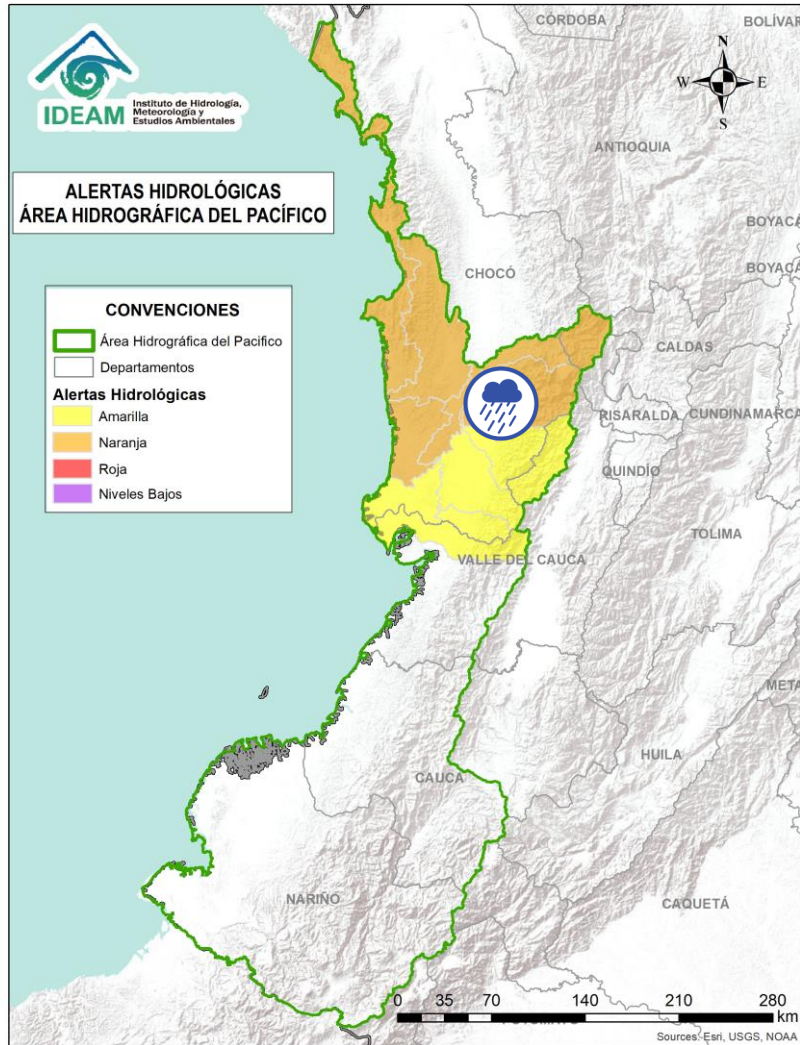 IDEAM
Instituto de Hidrología,
Meteorología y
Estudios Ambientales
CÓRDOBA
BOLÍVAR
N
W
E
S
ANTIOQUIA
ALERTAS HIDROLÓGICAS
ÁREA HIDROGRÁFICA DEL PACÍFICO
BOYACÁ
BOYACÁ
CHOCÓ
CONVENCIONES
Área Hidrográfica del Pacifico
Departamentos
Alertas Hidrológicas
Amarilla
Naranja
Roja
Niveles Bajos
CALDAS
RISARALDA
CUNDINAMARCA
QUINDÍO
TOLIMA
VALLE DEL CAUCA
META
HUILA
CAUCA
NARIÑO
CAQUETÁ
0 35 70 140 210 280
km
Sources: Esri, USGS, NOAA